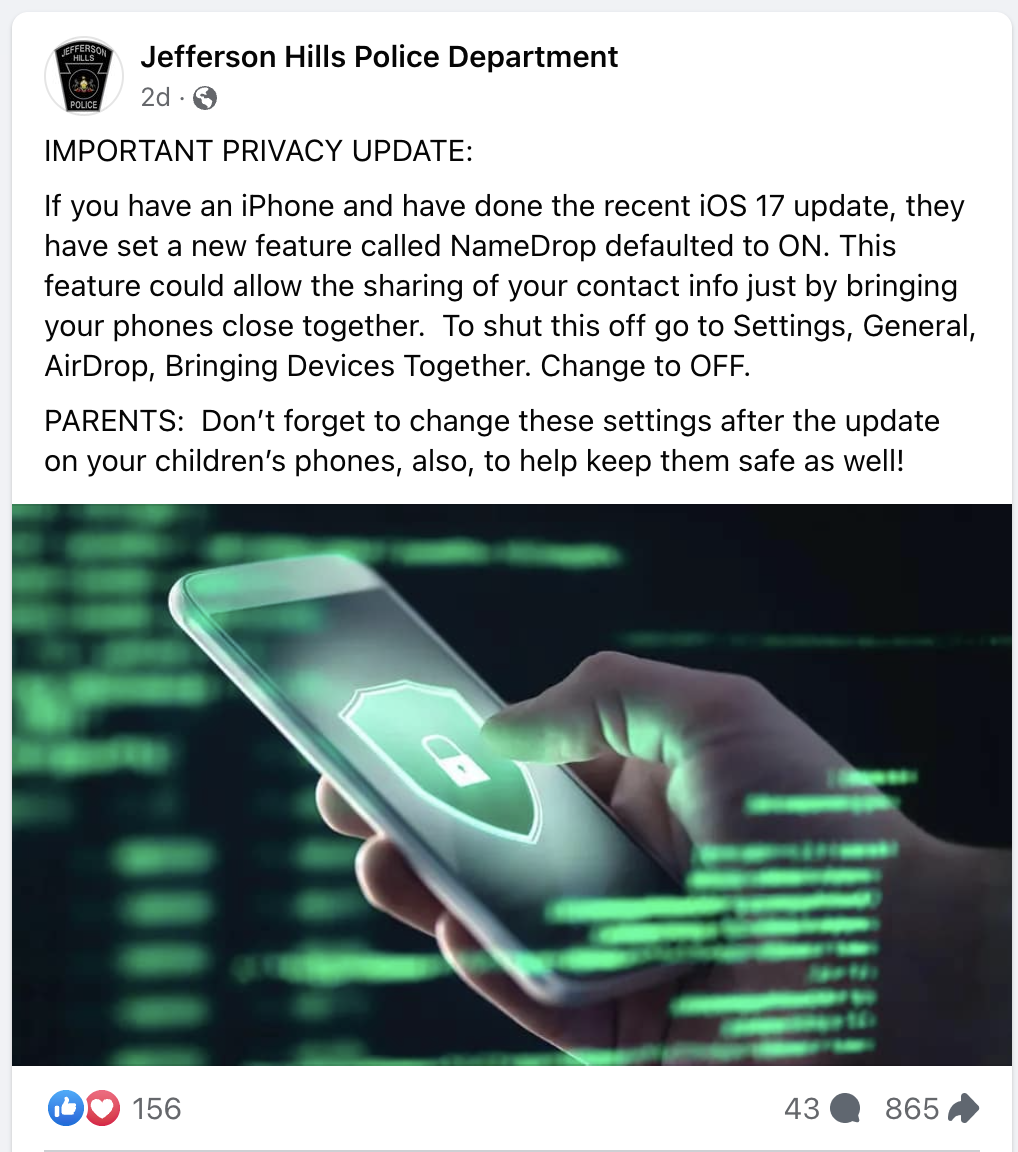 JEFFERSON
HILLS
POLICE
Jefferson Hills Police Department
2d ·
IMPORTANT PRIVACY UPDATE:
If you have an iPhone and have done the recent iOS 17 update, they
have set a new feature called NameDrop defaulted to ON. This
feature could allow the sharing of your contact info just by bringing
your phones close together.  To shut this off go to Settings, General,
AirDrop, Bringing Devices Together. Change to OFF.
PARENTS:  Don’t forget to change these settings after the update
on your children’s phones, also, to help keep them safe as well!
156
43
865